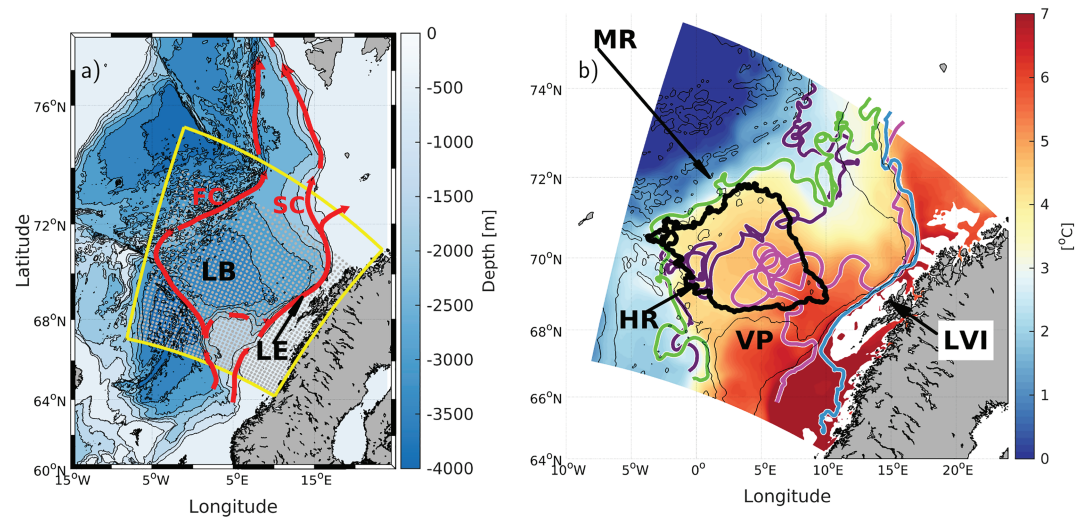 a)
76°N
72°N
68°N
64°N
60°N
15°W
5°W
5°E
15°E
Latitude
Longitude
FC
SC
LB
LE
0
-500
-1000
-1500
-2000
-2500
-3000
-3500
-4000
Depth [m]
b)
MR
HR
VP
LVI
74°N
72°N
70°N
68°N
66°N
64°N
10°W
5°W
0°
5°E
10°E
15°E
20°E
Longitude
7
6
5
4
3
2
1
0
[°C]